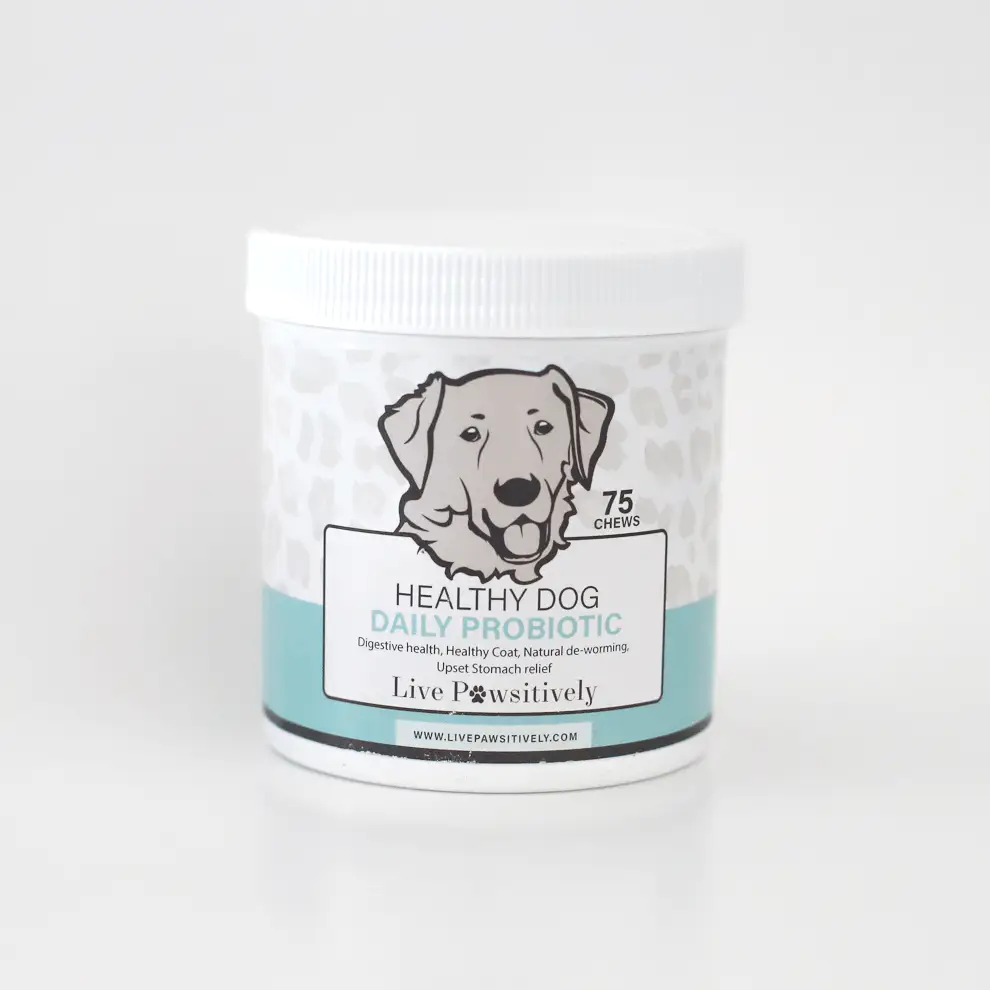 75
CHEWS
HEALTHY DOG
DAILY PROBIOTIC
Digestive health, Healthy Coat, Natural de-worming,
Upset Stomach relief
Live Pawsitively
WWW.LIVEPAWSITIVELY.COM